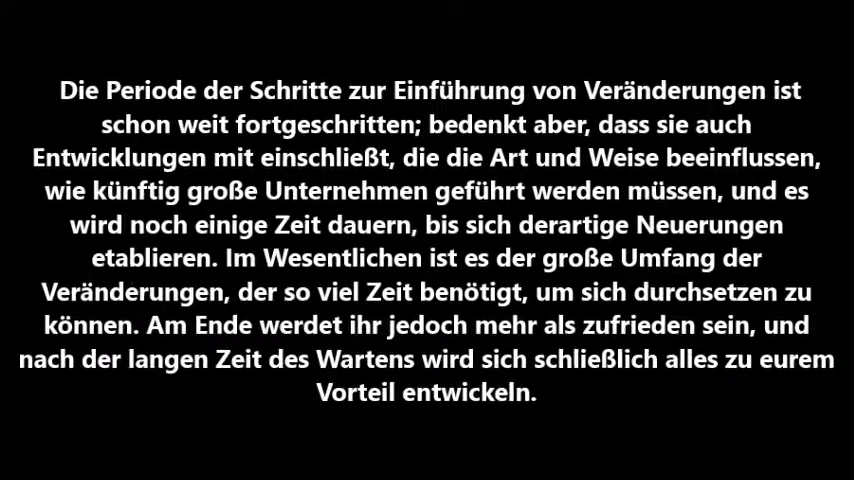 Die Periode der Schritte zur Einführung von Veränderungen ist
schon weit fortgeschritten; bedenkt aber, dass sie auch
Entwicklungen mit einschließt, die die Art und Weise beeinflussen,
wie künftig große Unternehmen geführt werden müssen, und es
wird noch einige Zeit dauern, bis sich derartige Neuerungen
etablieren. Im Wesentlichen ist es der große Umfang der
Veränderungen, der so viel Zeit benötigt, um sich durchsetzen zu
können. Am Ende werdet ihr jedoch mehr als zufrieden sein, und
nach der langen Zeit des Wartens wird sich schließlich alles zu eurem
Vorteil entwickeln.